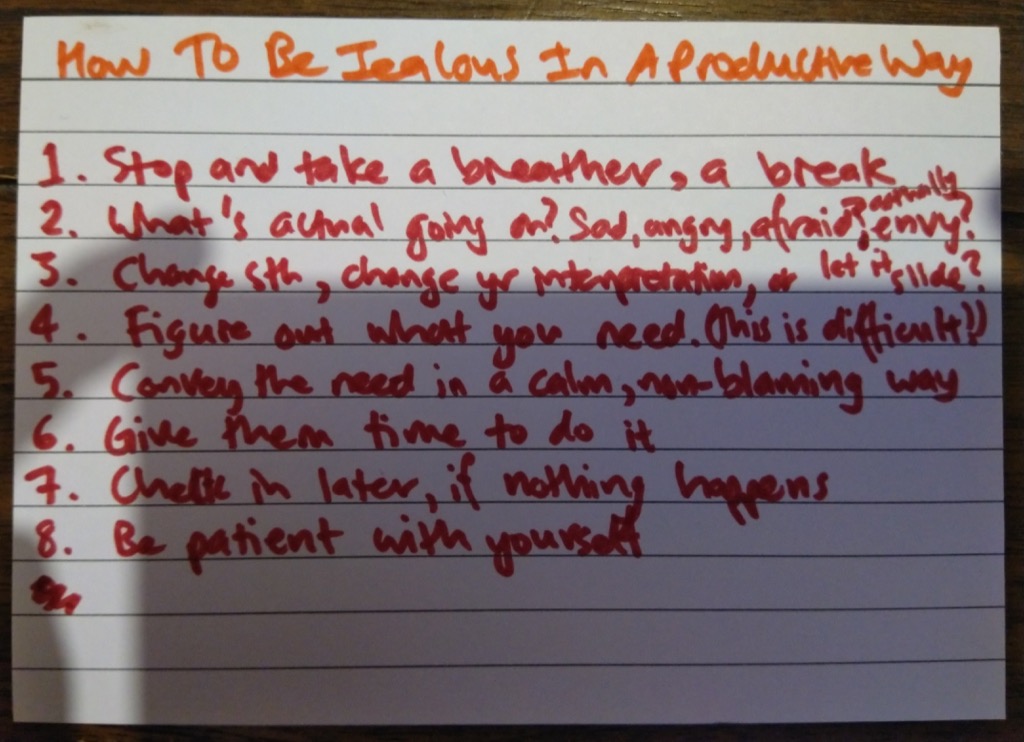 How To Be Jealous In A Productive Way
1. Stop and take a breather, a break
2. What's actual going on? Sad, angry, afraid?, actually envy?
3. Change sth, change yr interpretation, or let it slide?
4. Figure out what you need. (This is difficult!)
5. Convey the need in a calm, non-blaming way
6. Give them time to do it
7. Check in later, if nothing happens
8. Be patient with yourself